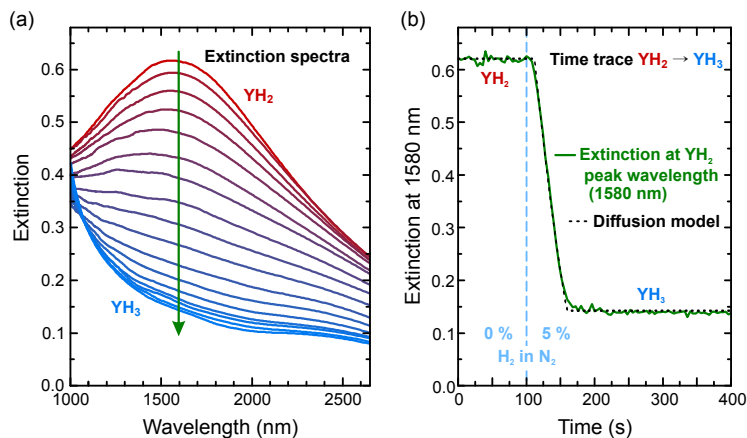 (a)
Extinction spectra
YH₂
YH₃
Extinction
0.6
0.5
0.4
0.3
0.2
0.1
0.0
1000
1500
2000
2500
Wavelength (nm)
(b)
Time trace YH₂ → YH₃
YH₂
Extinction at YH₂
peak wavelength
(1580 nm)
Diffusion model
YH₃
0 % 5 %
H₂ in N₂
Extinction at 1580 nm
0.6
0.5
0.4
0.3
0.2
0.1
0.0
0
100
200
300
400
Time (s)